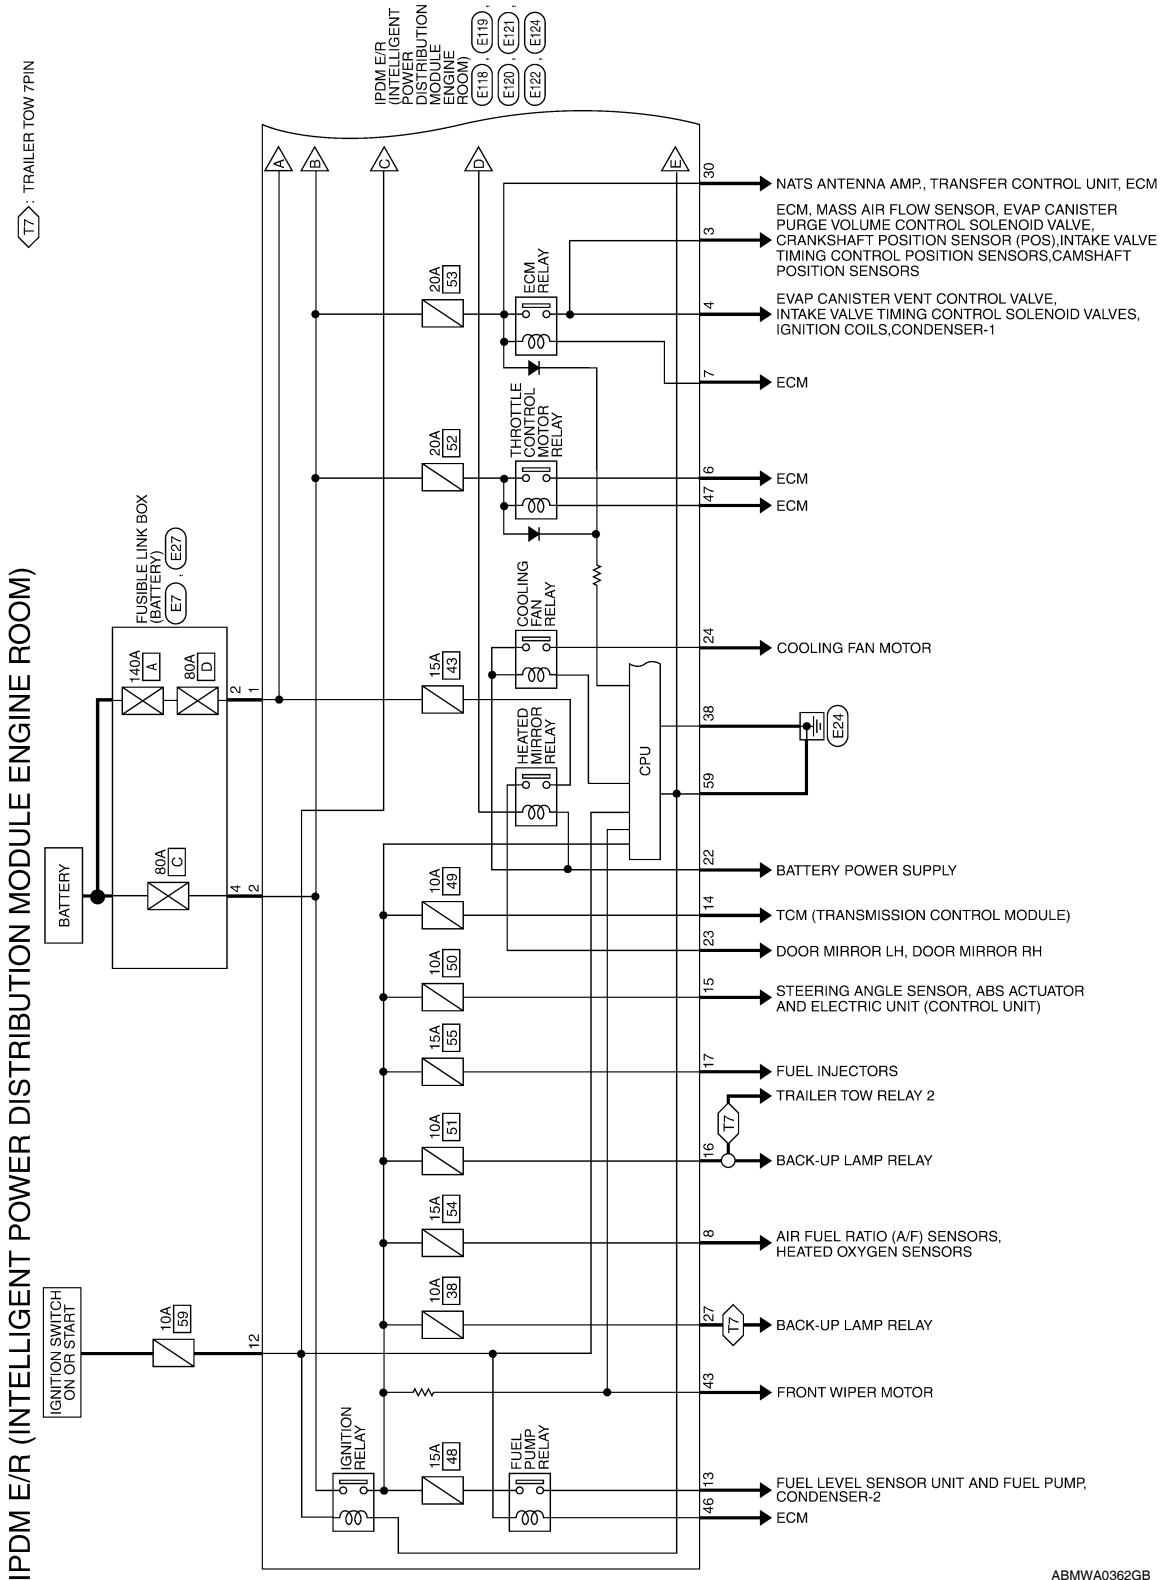 IPDM E/R (INTELLIGENT POWER DISTRIBUTION MODULE ENGINE ROOM)
T7 : TRAILER TOW 7PIN
IPDM E/R
(INTELLIGENT
POWER
DISTRIBUTION
MODULE
ENGINE
ROOM)
E118 , E119 ,
E120 , E121 ,
E122 , E124
BATTERY
FUSIBLE LINK BOX
(BATTERY)
E7 , E27
140A
A
80A
D
80A
C
2
1
4
2
IGNITION SWITCH
ON OR START
10A
59
12
A
B
C
D
E
20A
53
ECM
RELAY
20A
52
THROTTLE
CONTROL
MOTOR
RELAY
COOLING
FAN
RELAY
15A
43
HEATED
MIRROR
RELAY
CPU
10A
49
10A
50
15A
55
10A
51
15A
54
10A
38
IGNITION
RELAY
15A
48
FUEL
PUMP
RELAY
30
NATS ANTENNA AMP., TRANSFER CONTROL UNIT, ECM
3
ECM, MASS AIR FLOW SENSOR, EVAP CANISTER
PURGE VOLUME CONTROL SOLENOID VALVE,
CRANKSHAFT POSITION SENSOR (POS),INTAKE VALVE
TIMING CONTROL POSITION SENSORS,CAMSHAFT
POSITION SENSORS
4
EVAP CANISTER VENT CONTROL VALVE,
INTAKE VALVE TIMING CONTROL SOLENOID VALVES,
IGNITION COILS,CONDENSER-1
7
ECM
6
ECM
47
ECM
24
COOLING FAN MOTOR
38
E24
59
22
BATTERY POWER SUPPLY
14
TCM (TRANSMISSION CONTROL MODULE)
23
DOOR MIRROR LH, DOOR MIRROR RH
15
STEERING ANGLE SENSOR, ABS ACTUATOR
AND ELECTRIC UNIT (CONTROL UNIT)
17
FUEL INJECTORS
TRAILER TOW RELAY 2
T7
16
BACK-UP LAMP RELAY
8
AIR FUEL RATIO (A/F) SENSORS,
HEATED OXYGEN SENSORS
27
T7
BACK-UP LAMP RELAY
43
FRONT WIPER MOTOR
13
FUEL LEVEL SENSOR UNIT AND FUEL PUMP,
CONDENSER-2
46
ECM
ABMWA0362GB